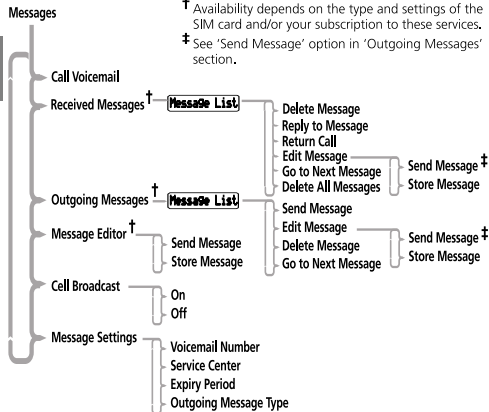 Messages
† Availability depends on the type and settings of the
SIM card and/or your subscription to these services.
‡ See 'Send Message' option in 'Outgoing Messages'
section.
Call Voicemail
Received Messages †
Message List
Delete Message
Reply to Message
Return Call
Edit Message
Go to Next Message
Delete All Messages
Send Message ‡
Store Message
Outgoing Messages †
Message List
Send Message
Edit Message
Delete Message
Go to Next Message
Send Message ‡
Store Message
Message Editor †
Send Message
Store Message
Cell Broadcast
On
Off
Message Settings
Voicemail Number
Service Center
Expiry Period
Outgoing Message Type